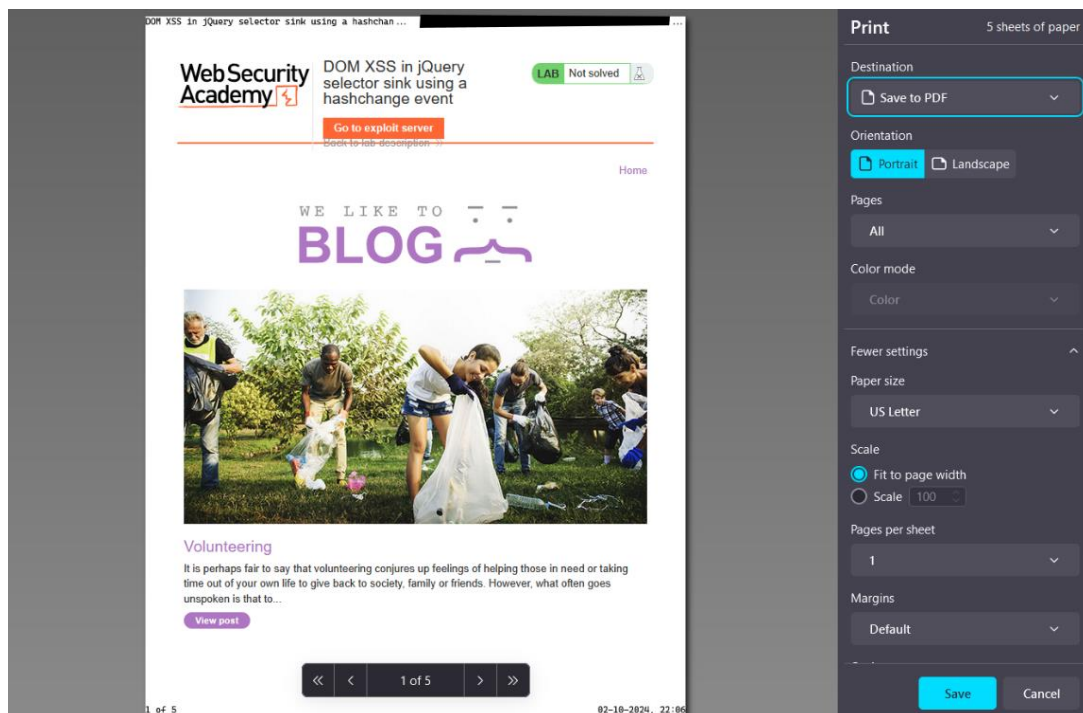 DOM XSS in jQuery selector sink using a hashchan...
...
WebSecurity
Academy
DOM XSS in jQuery
selector sink using a
hashchange event
LAB Not solved
Go to exploit server
Back to lab description
Home
WE LIKE TO
BLOG
Volunteering
It is perhaps fair to say that volunteering conjures up feelings of helping those in need or taking
time out of your own life to give back to society, family or friends. However, what often goes
unspoken is that to...
View post
1 of 5
1 of 5
02-10-2024, 22:06
Print
5 sheets of paper
Destination
Save to PDF
Orientation
Portrait
Landscape
Pages
All
Color mode
Color
Fewer settings
Paper size
US Letter
Scale
Fit to page width
Scale 100
Pages per sheet
1
Margins
Default
Save
Cancel